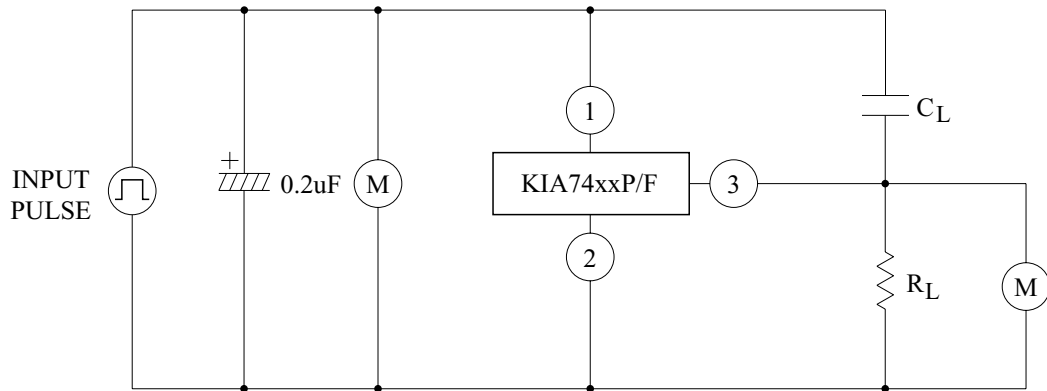 INPUT
PULSE
+
0.2uF
M
1
KIA74xxP/F
2
3
CL
RL
M